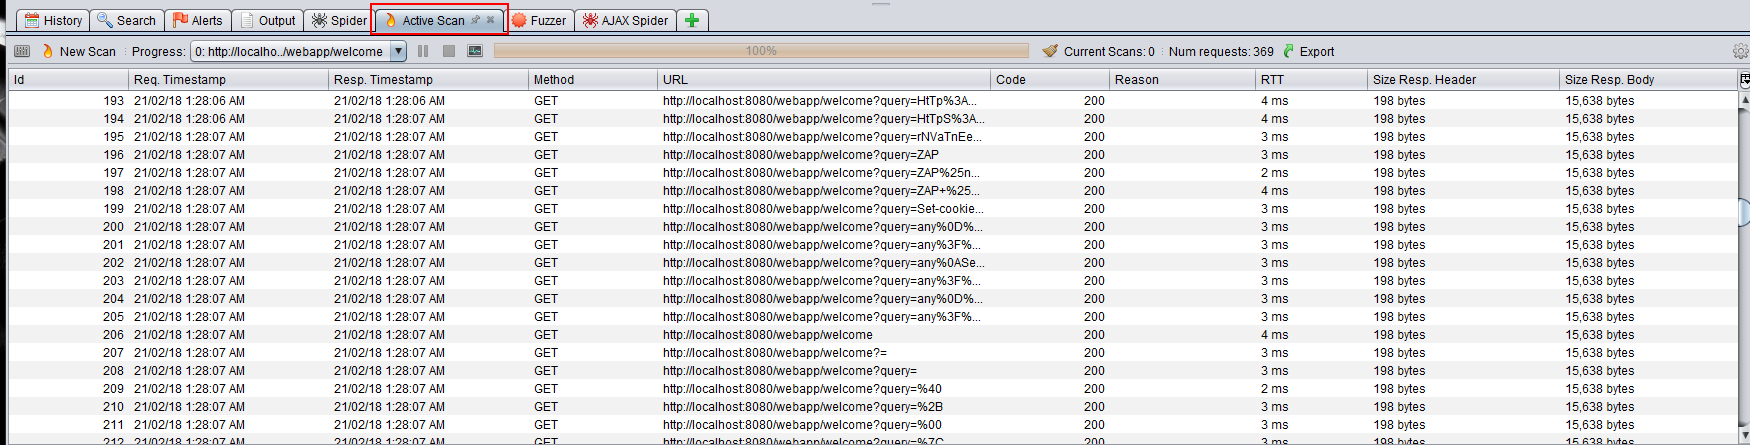 History Search Alerts Output Spider Active Scan Fuzzer AJAX Spider
New Scan Progress: 0: http://localho../webapp/welcome 100% Current Scans: 0 Num requests: 369 Export
Id Req. Timestamp Resp. Timestamp Method URL Code Reason RTT Size Resp. Header Size Resp. Body
193 21/02/18 1:28:06 AM 21/02/18 1:28:06 AM GET http://localhost:8080/webapp/welcome?query=HtTp%3A... 200 4 ms 198 bytes 15,638 bytes
194 21/02/18 1:28:06 AM 21/02/18 1:28:07 AM GET http://localhost:8080/webapp/welcome?query=HtTpS%3A... 200 4 ms 198 bytes 15,638 bytes
195 21/02/18 1:28:07 AM 21/02/18 1:28:07 AM GET http://localhost:8080/webapp/welcome?query=rNVaTnEe... 200 3 ms 198 bytes 15,638 bytes
196 21/02/18 1:28:07 AM 21/02/18 1:28:07 AM GET http://localhost:8080/webapp/welcome?query=ZAP 200 3 ms 198 bytes 15,638 bytes
197 21/02/18 1:28:07 AM 21/02/18 1:28:07 AM GET http://localhost:8080/webapp/welcome?query=ZAP%25n... 200 2 ms 198 bytes 15,638 bytes
198 21/02/18 1:28:07 AM 21/02/18 1:28:07 AM GET http://localhost:8080/webapp/welcome?query=ZAP+%25... 200 4 ms 198 bytes 15,638 bytes
199 21/02/18 1:28:07 AM 21/02/18 1:28:07 AM GET http://localhost:8080/webapp/welcome?query=Set-cookie... 200 3 ms 198 bytes 15,638 bytes
200 21/02/18 1:28:07 AM 21/02/18 1:28:07 AM GET http://localhost:8080/webapp/welcome?query=any%0D%... 200 3 ms 198 bytes 15,638 bytes
201 21/02/18 1:28:07 AM 21/02/18 1:28:07 AM GET http://localhost:8080/webapp/welcome?query=any%3F%... 200 3 ms 198 bytes 15,638 bytes
202 21/02/18 1:28:07 AM 21/02/18 1:28:07 AM GET http://localhost:8080/webapp/welcome?query=any%0ASe... 200 3 ms 198 bytes 15,638 bytes
203 21/02/18 1:28:07 AM 21/02/18 1:28:07 AM GET http://localhost:8080/webapp/welcome?query=any%3F%... 200 3 ms 198 bytes 15,638 bytes
204 21/02/18 1:28:07 AM 21/02/18 1:28:07 AM GET http://localhost:8080/webapp/welcome?query=any%0D%... 200 3 ms 198 bytes 15,638 bytes
205 21/02/18 1:28:07 AM 21/02/18 1:28:07 AM GET http://localhost:8080/webapp/welcome?query=any%3F%... 200 3 ms 198 bytes 15,638 bytes
206 21/02/18 1:28:07 AM 21/02/18 1:28:07 AM GET http://localhost:8080/webapp/welcome 200 4 ms 198 bytes 15,638 bytes
207 21/02/18 1:28:07 AM 21/02/18 1:28:07 AM GET http://localhost:8080/webapp/welcome?= 200 3 ms 198 bytes 15,638 bytes
208 21/02/18 1:28:07 AM 21/02/18 1:28:07 AM GET http://localhost:8080/webapp/welcome?query= 200 3 ms 198 bytes 15,638 bytes
209 21/02/18 1:28:07 AM 21/02/18 1:28:07 AM GET http://localhost:8080/webapp/welcome?query=%40 200 2 ms 198 bytes 15,638 bytes
210 21/02/18 1:28:07 AM 21/02/18 1:28:07 AM GET http://localhost:8080/webapp/welcome?query=%2B 200 3 ms 198 bytes 15,638 bytes
211 21/02/18 1:28:07 AM 21/02/18 1:28:07 AM GET http://localhost:8080/webapp/welcome?query=%00 200 3 ms 198 bytes 15,638 bytes
212 21/02/18 1:28:07 AM 21/02/18 1:28:07 AM GET http://localhost:8080/webapp/welcome?query=%7C 200 3 ms 198 bytes 15,638 bytes